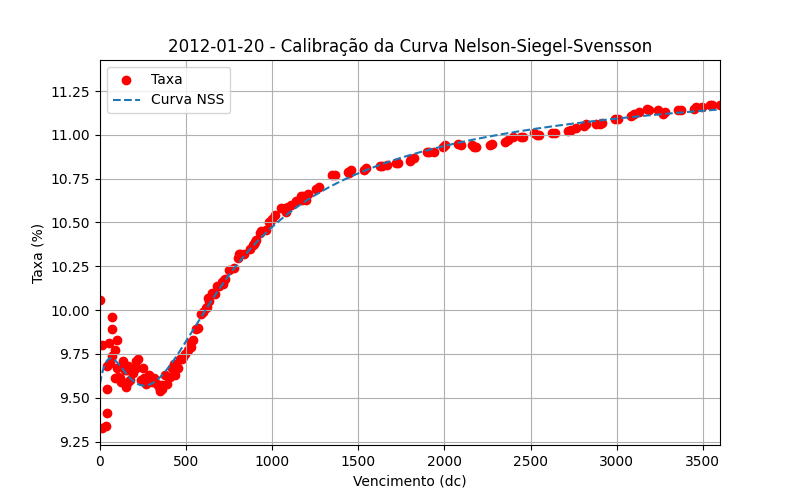 2012-01-20 - Calibração da Curva Nelson-Siegel-Svensson
Taxa
Curva NSS
Taxa (%)
11.25
11.00
10.75
10.50
10.25
10.00
9.75
9.50
9.25
0 500 1000 1500 2000 2500 3000 3500
Vencimento (dc)